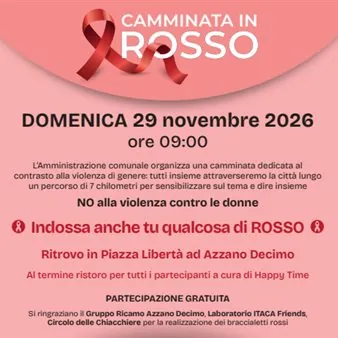 CAMMINATA IN
ROSSO
DOMENICA 29 novembre 2026
ore 09:00
L'Amministrazione comunale organizza una camminata dedicata al
contrasto alla violenza di genere: tutti insieme attraverseremo la città lungo
un percorso di 7 chilometri per sensibilizzare sul tema e dire insieme
NO alla violenza contro le donne
Indossa anche tu qualcosa di ROSSO
Ritrovo in Piazza Libertà ad Azzano Decimo
Al termine ristoro per tutti i partecipanti a cura di Happy Time
PARTECIPAZIONE GRATUITA
Si ringraziano il Gruppo Ricamo Azzano Decimo, Laboratorio ITACA Friends,
Circolo delle Chiacchiere per la realizzazione dei braccialetti rossi